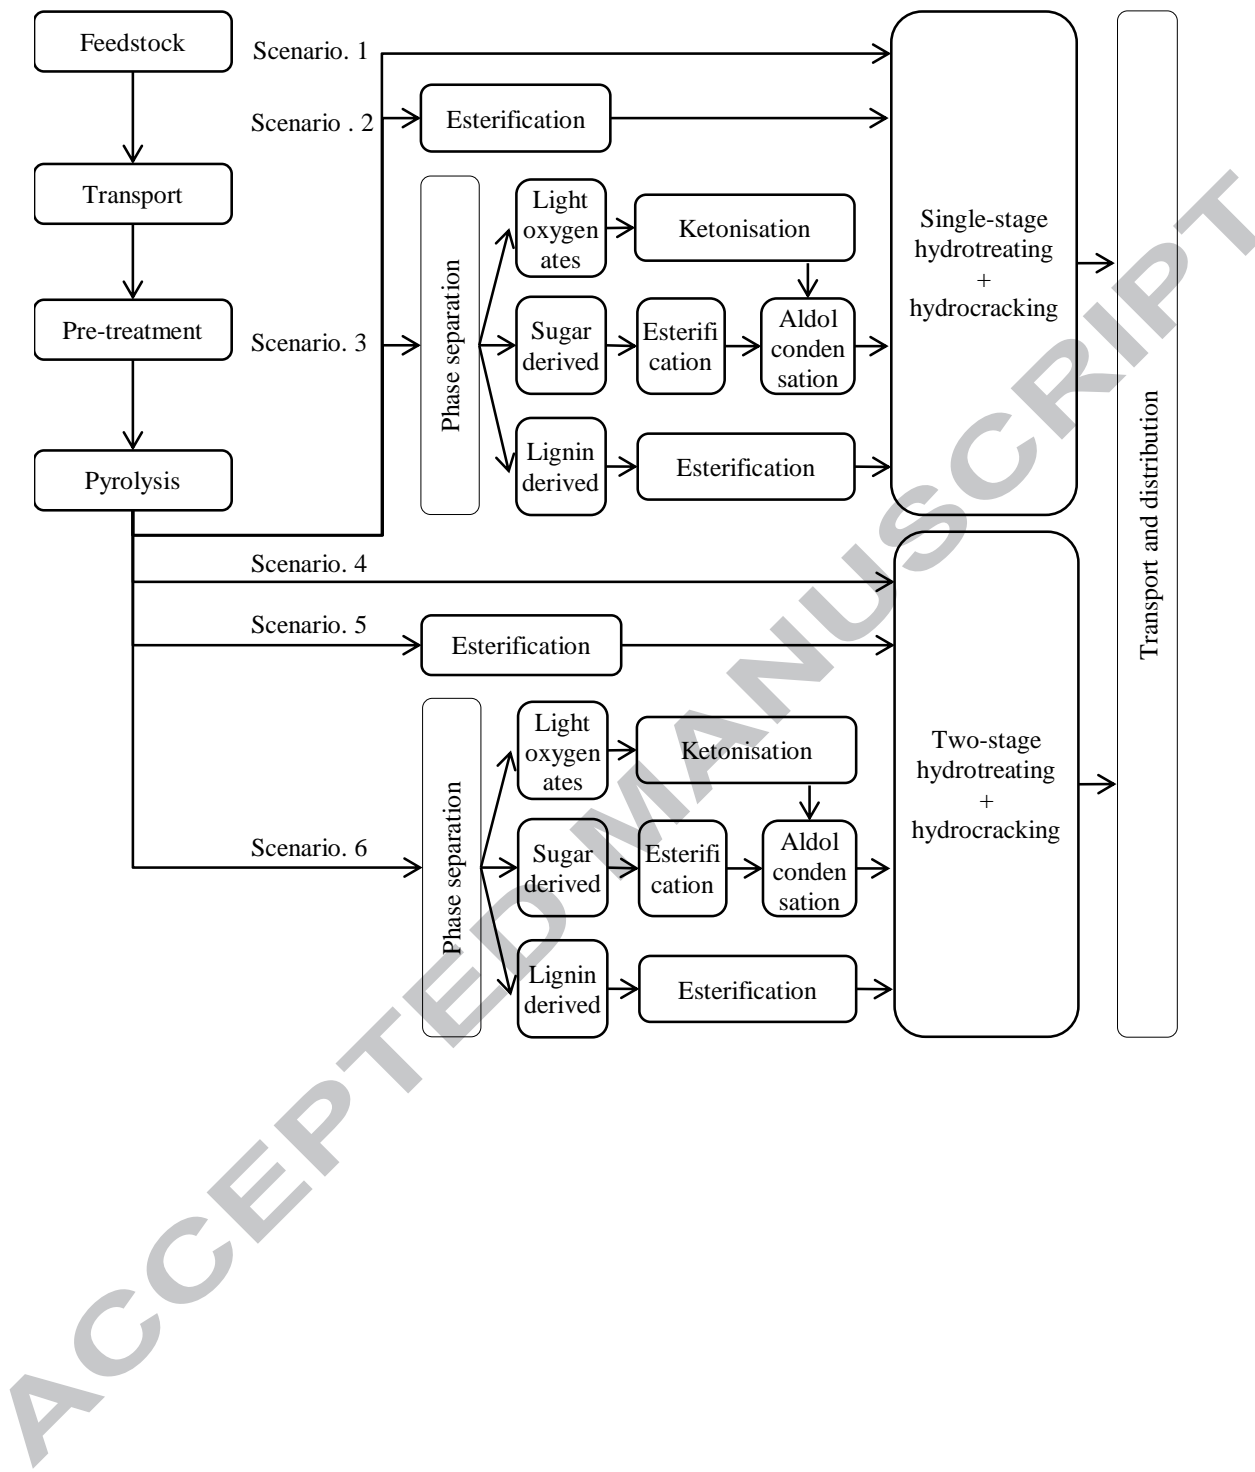 Feedstock
Transport
Pre-treatment
Pyrolysis
Scenario. 1
Scenario . 2
Esterification
Scenario. 3
Phase separation
Light
oxygen
ates
Ketonisation
Sugar
derived
Esterifi
cation
Aldol
conden
sation
Lignin
derived
Esterification
Single-stage
hydrotreating
+
hydrocracking
Scenario. 4
Scenario. 5
Esterification
Scenario. 6
Phase separation
Light
oxygen
ates
Ketonisation
Sugar
derived
Esterifi
cation
Aldol
conden
sation
Lignin
derived
Esterification
Two-stage
hydrotreating
+
hydrocracking
Transport and distribution
ACCEPTED MANUSCRIPT